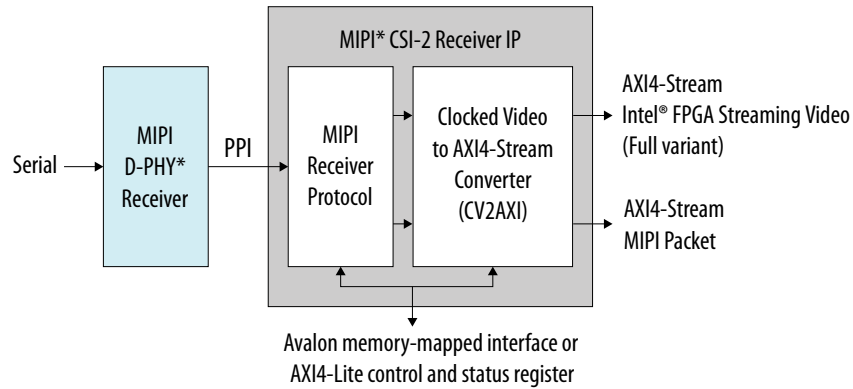 MIPI* CSI-2 Receiver IP
Serial
MIPI
D-PHY*
Receiver
PPI
MIPI
Receiver
Protocol
Clocked Video
to AXI4-Stream
Converter
(CV2AXI)
AXI4-Stream
Intel® FPGA Streaming Video
(Full variant)
AXI4-Stream
MIPI Packet
Avalon memory-mapped interface or
AXI4-Lite control and status register